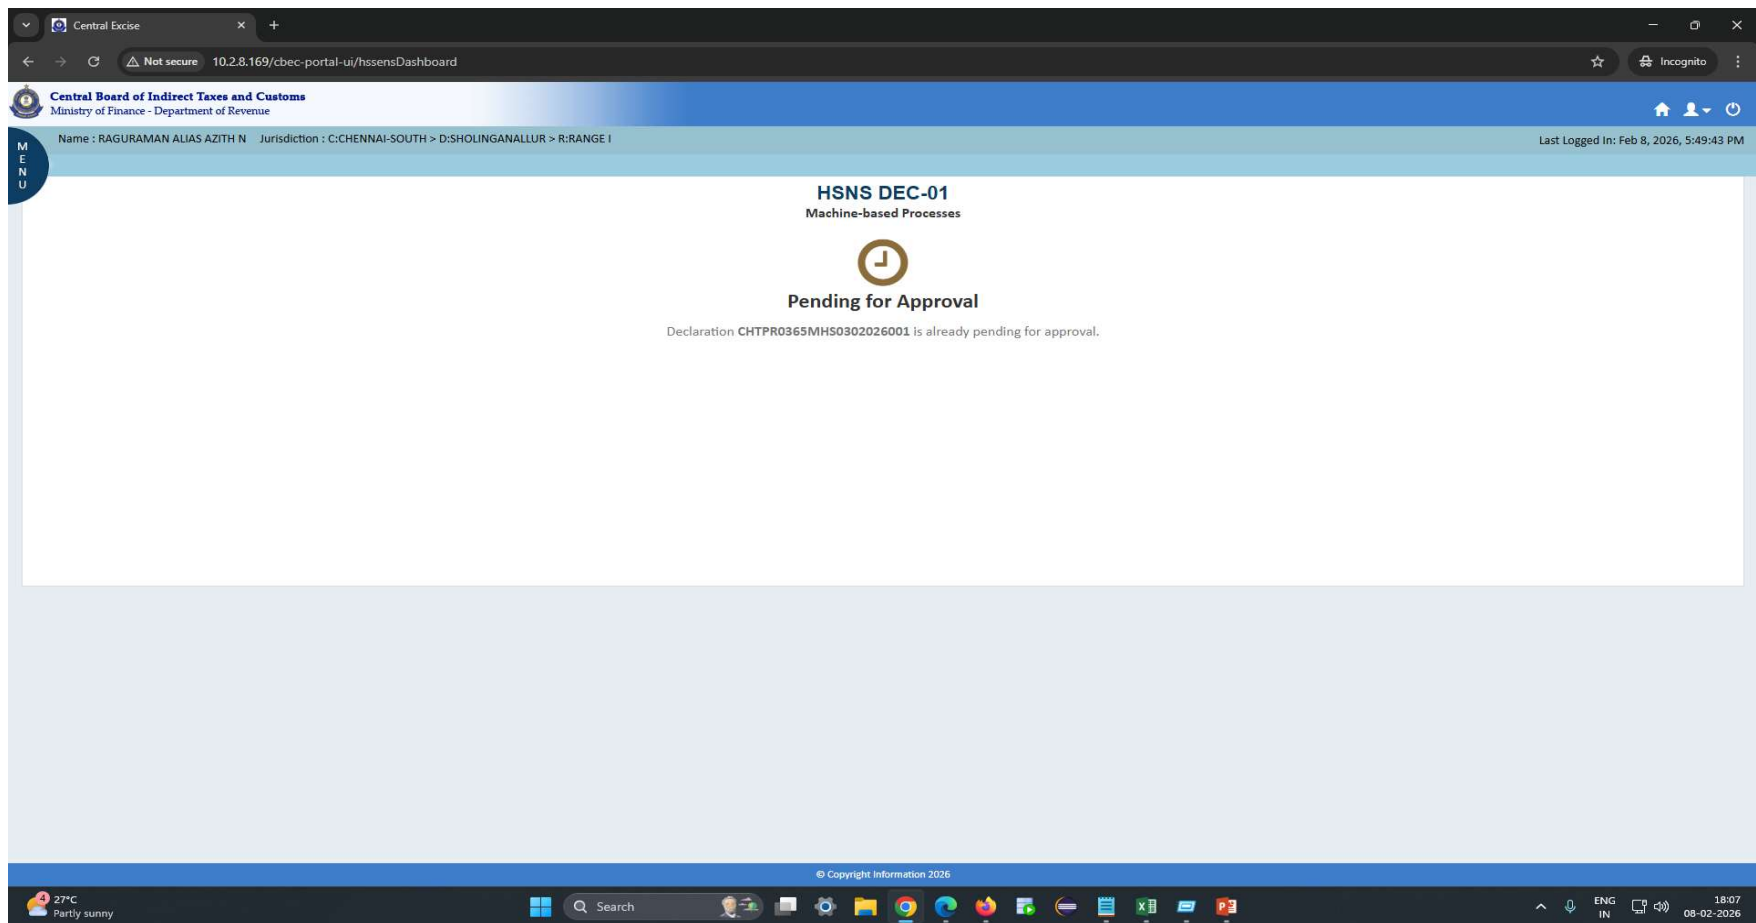 Central Excise
Not secure 10.2.8.169/cbec-portal-ui/hssensDashboard
Incognito
Central Board of Indirect Taxes and Customs
Ministry of Finance - Department of Revenue
Name : RAGURAMAN ALIAS AZITH N Jurisdiction : C:CHENNAI-SOUTH > D:SHOLINGANALLUR > R:RANGE I
Last Logged In: Feb 8, 2026, 5:49:43 PM
MENU
HSNS DEC-01
Machine-based Processes
Pending for Approval
Declaration CHTPR0365MHS0302026001 is already pending for approval.
© Copyright Information 2026
4
27°C
Partly sunny
Search
ENG
IN
18:07
08-02-2026